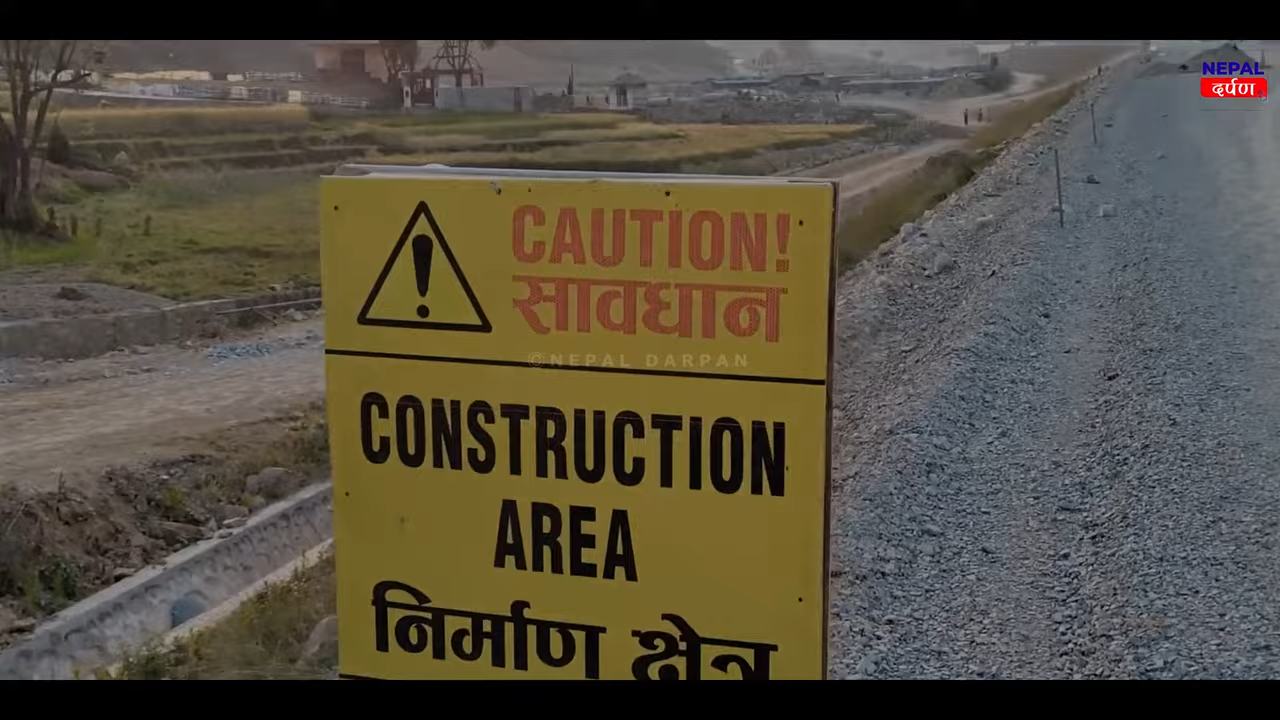 NEPAL
दर्पण
CAUTION!
सावधान
©NEPAL DARPAN
CONSTRUCTION
AREA
निर्माण क्षेत्र